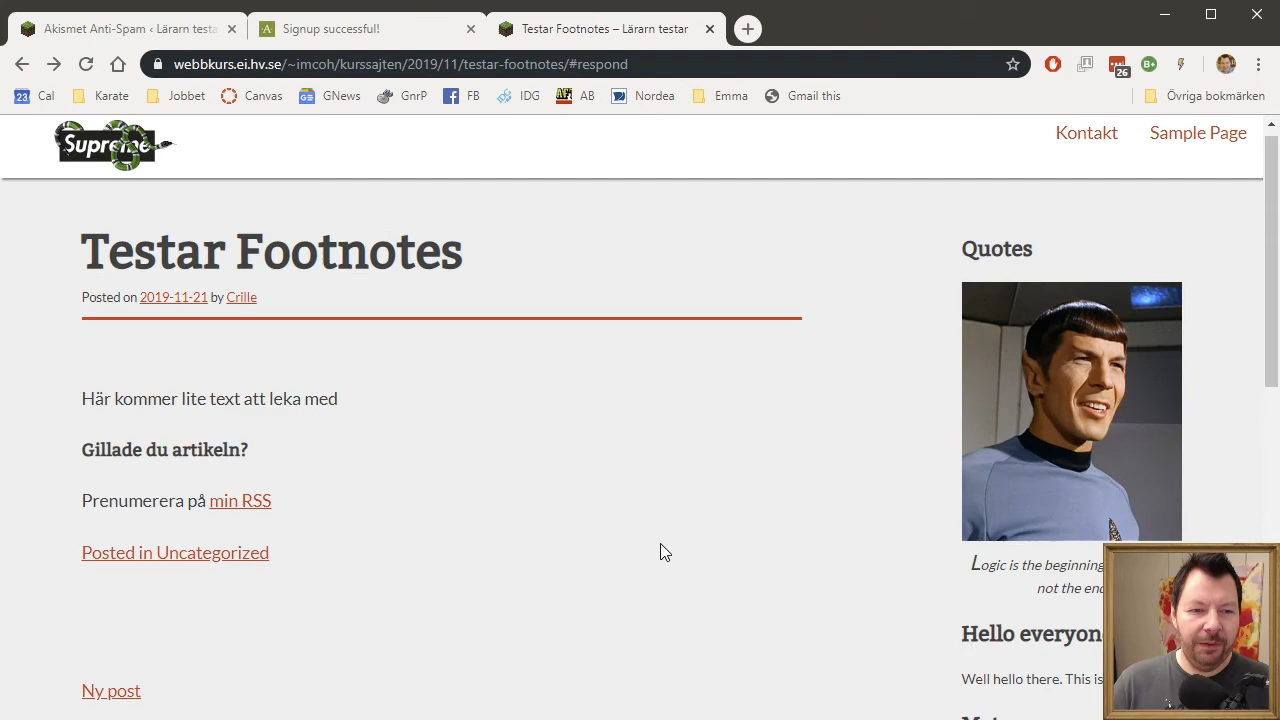 Akismet Anti-Spam ‹ Lärarn testa
Signup successful!
Testar Footnotes – Lärarn testar
webbkurs.ei.hv.se/~imcoh/kurssajten/2019/11/testar-footnotes/#respond
26
23 Cal
Karate
Jobbet
Canvas
GNews
GnrP
FB
IDG
AB
Nordea
Emma
Gmail this
Övriga bokmärken
Supreme
Kontakt
Sample Page
Testar Footnotes
Posted on 2019-11-21 by Crille
Här kommer lite text att leka med
Gillade du artikeln?
Prenumerera på min RSS
Posted in Uncategorized
Ny post
Quotes
Logic is the beginning
not the end
Hello everyon
Well hello there. This is